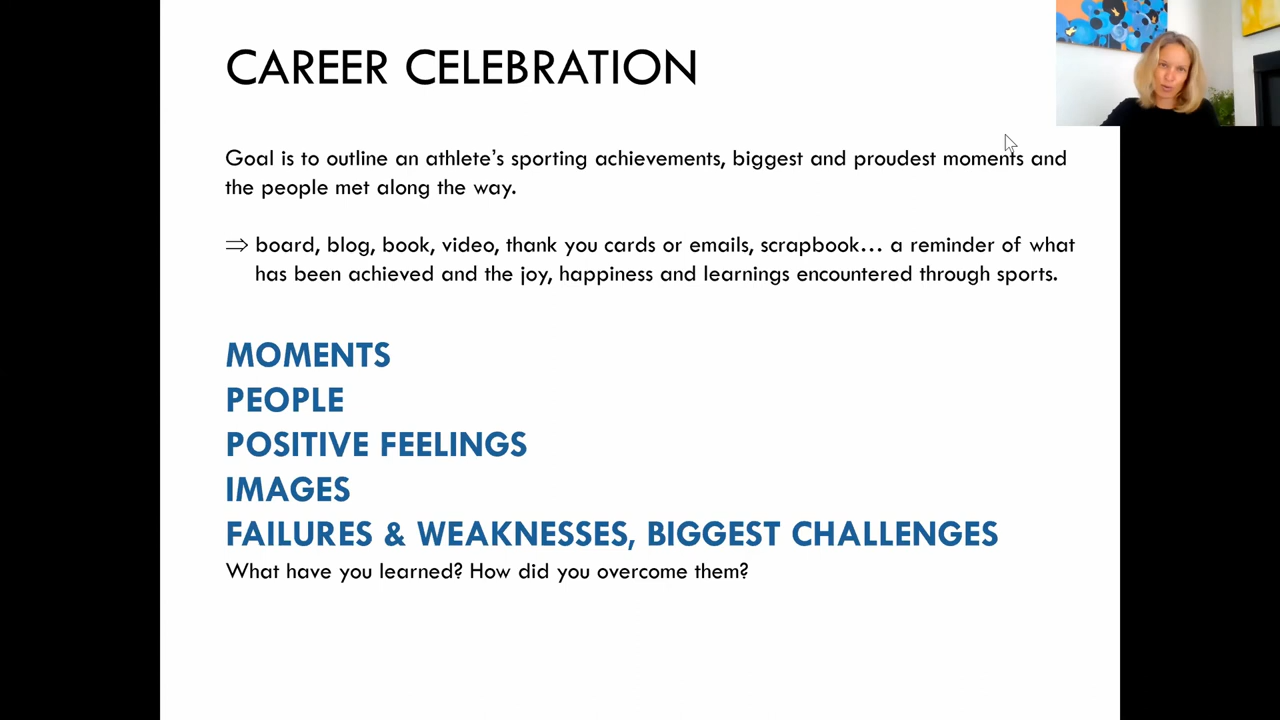 CAREER CELEBRATION
Goal is to outline an athlete’s sporting achievements, biggest and proudest moments and
the people met along the way.
⇒ board, blog, book, video, thank you cards or emails, scrapbook… a reminder of what
has been achieved and the joy, happiness and learnings encountered through sports.
MOMENTS
PEOPLE
POSITIVE FEELINGS
IMAGES
FAILURES & WEAKNESSES, BIGGEST CHALLENGES
What have you learned? How did you overcome them?